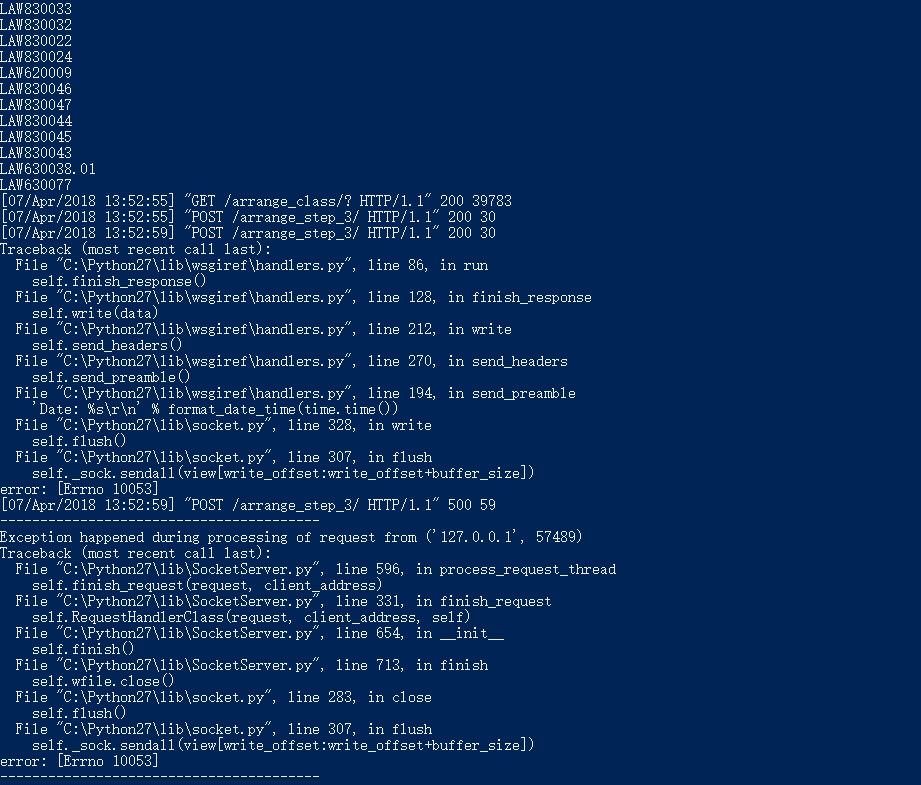 LAW830033
LAW830032
LAW830022
LAW830024
LAW620009
LAW830046
LAW830047
LAW830044
LAW830045
LAW830043
LAW630038.01
LAW630077
[07/Apr/2018 13:52:55] "GET /arrange_class/? HTTP/1.1" 200 39783
[07/Apr/2018 13:52:55] "POST /arrange_step_3/ HTTP/1.1" 200 30
[07/Apr/2018 13:52:59] "POST /arrange_step_3/ HTTP/1.1" 200 30
Traceback (most recent call last):
  File "C:\Python27\lib\wsgiref\handlers.py", line 86, in run
    self.finish_response()
  File "C:\Python27\lib\wsgiref\handlers.py", line 128, in finish_response
    self.write(data)
  File "C:\Python27\lib\wsgiref\handlers.py", line 212, in write
    self.send_headers()
  File "C:\Python27\lib\wsgiref\handlers.py", line 270, in send_headers
    self.send_preamble()
  File "C:\Python27\lib\wsgiref\handlers.py", line 194, in send_preamble
    'Date: %s\r\n' % format_date_time(time.time())
  File "C:\Python27\lib\socket.py", line 328, in write
    self.flush()
  File "C:\Python27\lib\socket.py", line 307, in flush
    self._sock.sendall(view[write_offset:write_offset+buffer_size])
error: [Errno 10053]
[07/Apr/2018 13:52:59] "POST /arrange_step_3/ HTTP/1.1" 500 59
----------------------------------------
Exception happened during processing of request from ('127.0.0.1', 57489)
Traceback (most recent call last):
  File "C:\Python27\lib\SocketServer.py", line 596, in process_request_thread
    self.finish_request(request, client_address)
  File "C:\Python27\lib\SocketServer.py", line 331, in finish_request
    self.RequestHandlerClass(request, client_address, self)
  File "C:\Python27\lib\SocketServer.py", line 654, in __init__
    self.finish()
  File "C:\Python27\lib\SocketServer.py", line 713, in finish
    self.wfile.close()
  File "C:\Python27\lib\socket.py", line 283, in close
    self.flush()
  File "C:\Python27\lib\socket.py", line 307, in flush
    self._sock.sendall(view[write_offset:write_offset+buffer_size])
error: [Errno 10053]
----------------------------------------